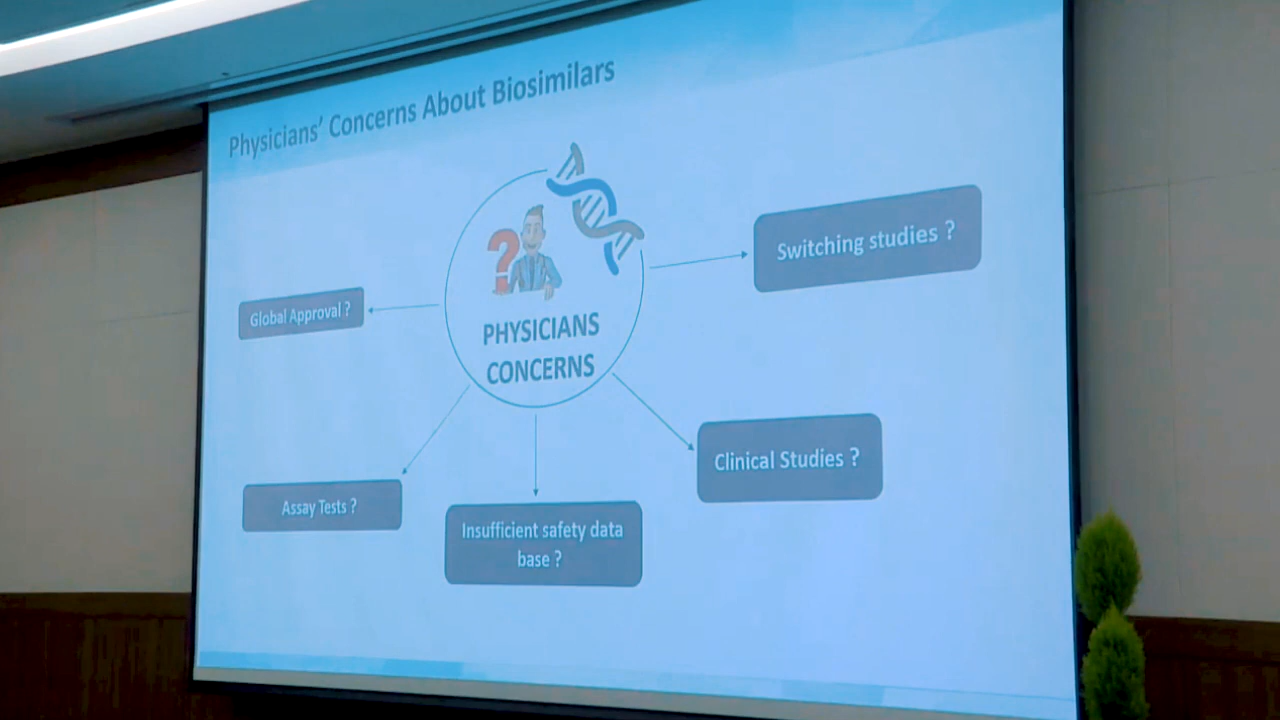 Physicians' Concerns About Biosimilars
Switching studies ?
Global Approval ?
?
PHYSICIANS
CONCERNS
Clinical Studies ?
Assay Tests ?
Insufficient safety data
base ?